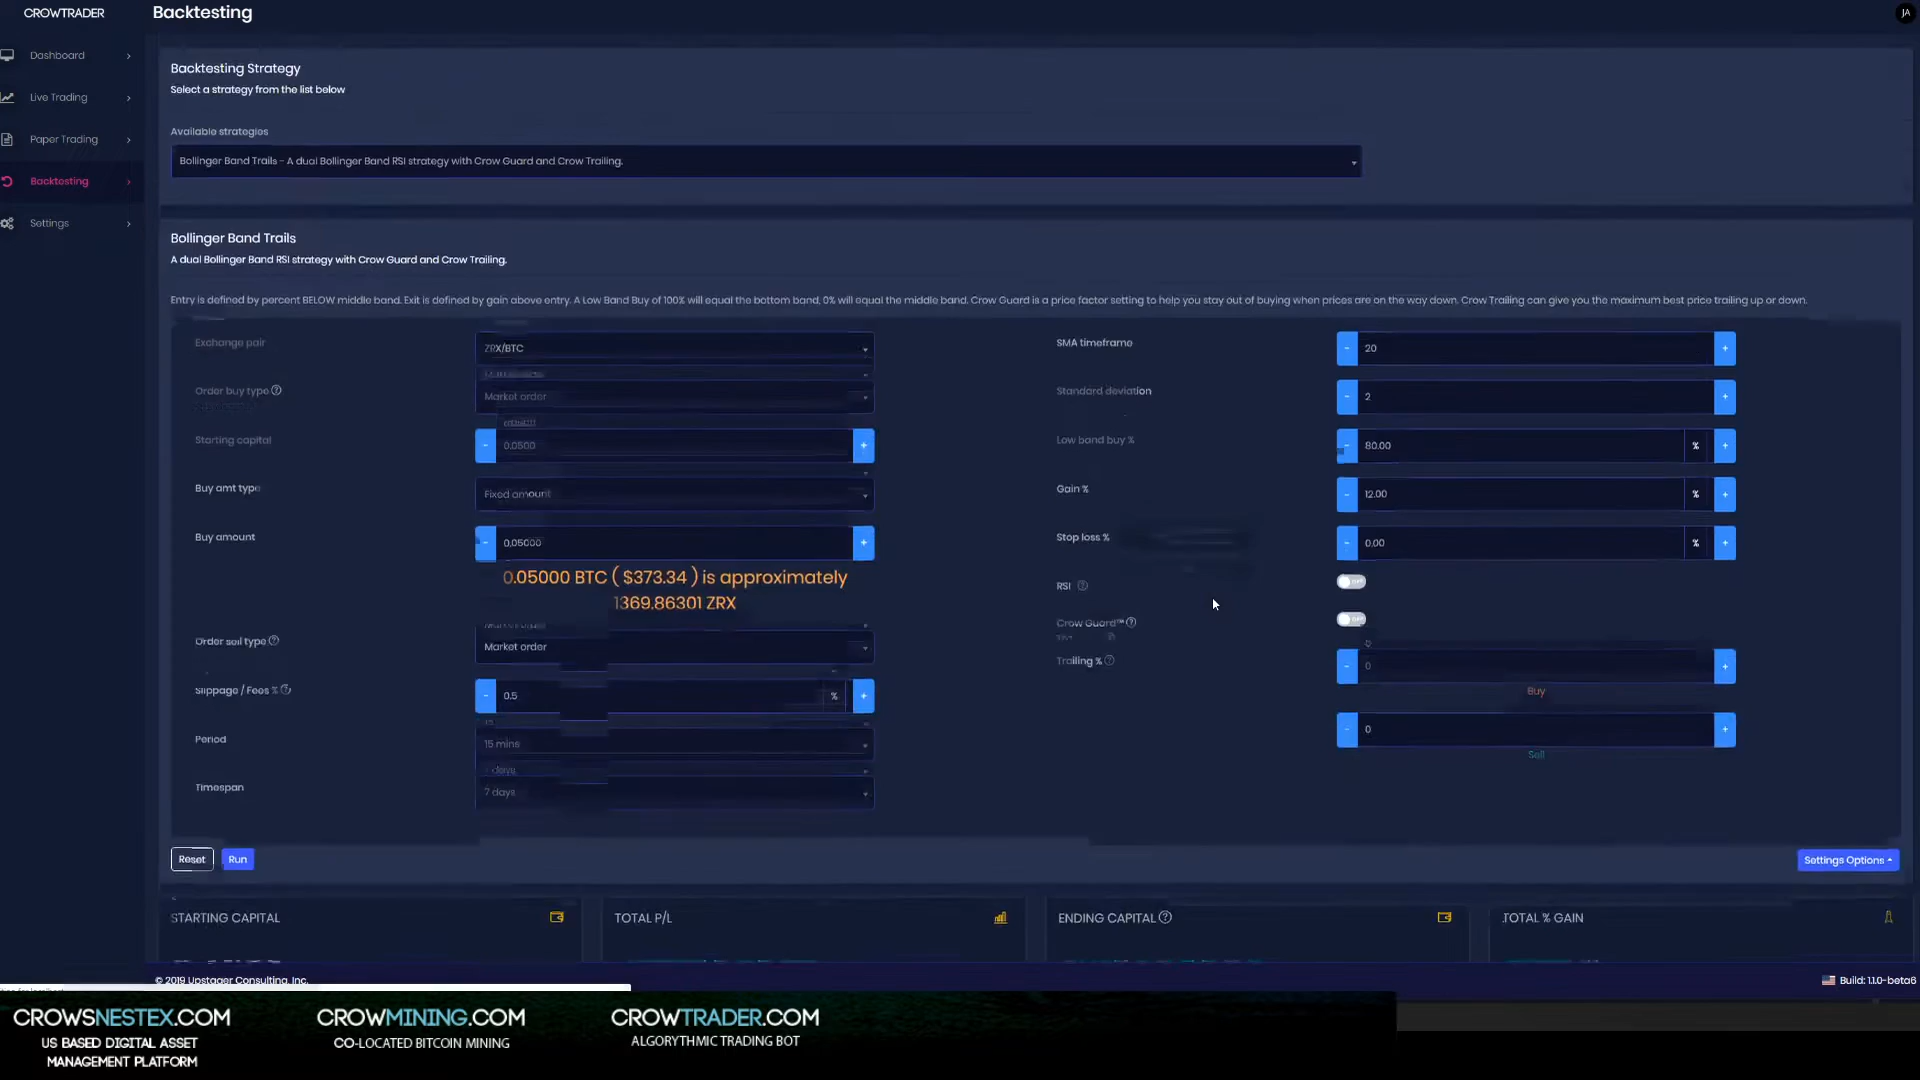 CROWTRADER
Backtesting
JA
Dashboard
Live Trading
Paper Trading
Backtesting
Settings
Backtesting Strategy
Select a strategy from the list below
Available strategies
Bollinger Band Trails - A dual Bollinger Band RSI strategy with Crow Guard and Crow Trailing.
Bollinger Band Trails
A dual Bollinger Band RSI strategy with Crow Guard and Crow Trailing.
Entry is defined by percent BELOW middle band. Exit is defined by gain above entry. A Low Band Buy of 100% will equal the bottom band, 0% will equal the middle band. Crow Guard is a price factor setting to help you stay out of buying when prices are on the way down. Crow Trailing can give you the maximum best price trailing up or down.
Exchange pair
ZRX/BTC
Order buy type
Market order
Starting capital
- 0.0500 +
Buy amt type
Fixed amount
Buy amount
- 0.05000 +
0.05000 BTC ( $373.34 ) is approximately
1369.86301 ZRX
Order sell type
Market order
Slippage / Fees %
- 0.5 % +
Period
15 mins
Timespan
7 days
SMA timeframe
- 20 +
Standard deviation
- 2 +
Low band buy %
- 80.00 % +
Gain %
- 12.00 % +
Stop loss %
- 0.00 % +
RSI
OFF
Crow Guard™
OFF
Trailing %
- 0 +
Buy
- 0 +
Sell
Reset
Run
Settings Options
STARTING CAPITAL
TOTAL P/L
ENDING CAPITAL
TOTAL % GAIN
© 2019 Upstager Consulting, Inc.
Build: 1.1.0-beta6
CROWSNESTEX.COM
US BASED DIGITAL ASSET
MANAGEMENT PLATFORM
CROWMINING.COM
CO-LOCATED BITCOIN MINING
CROWTRADER.COM
ALGORYTHMIC TRADING BOT